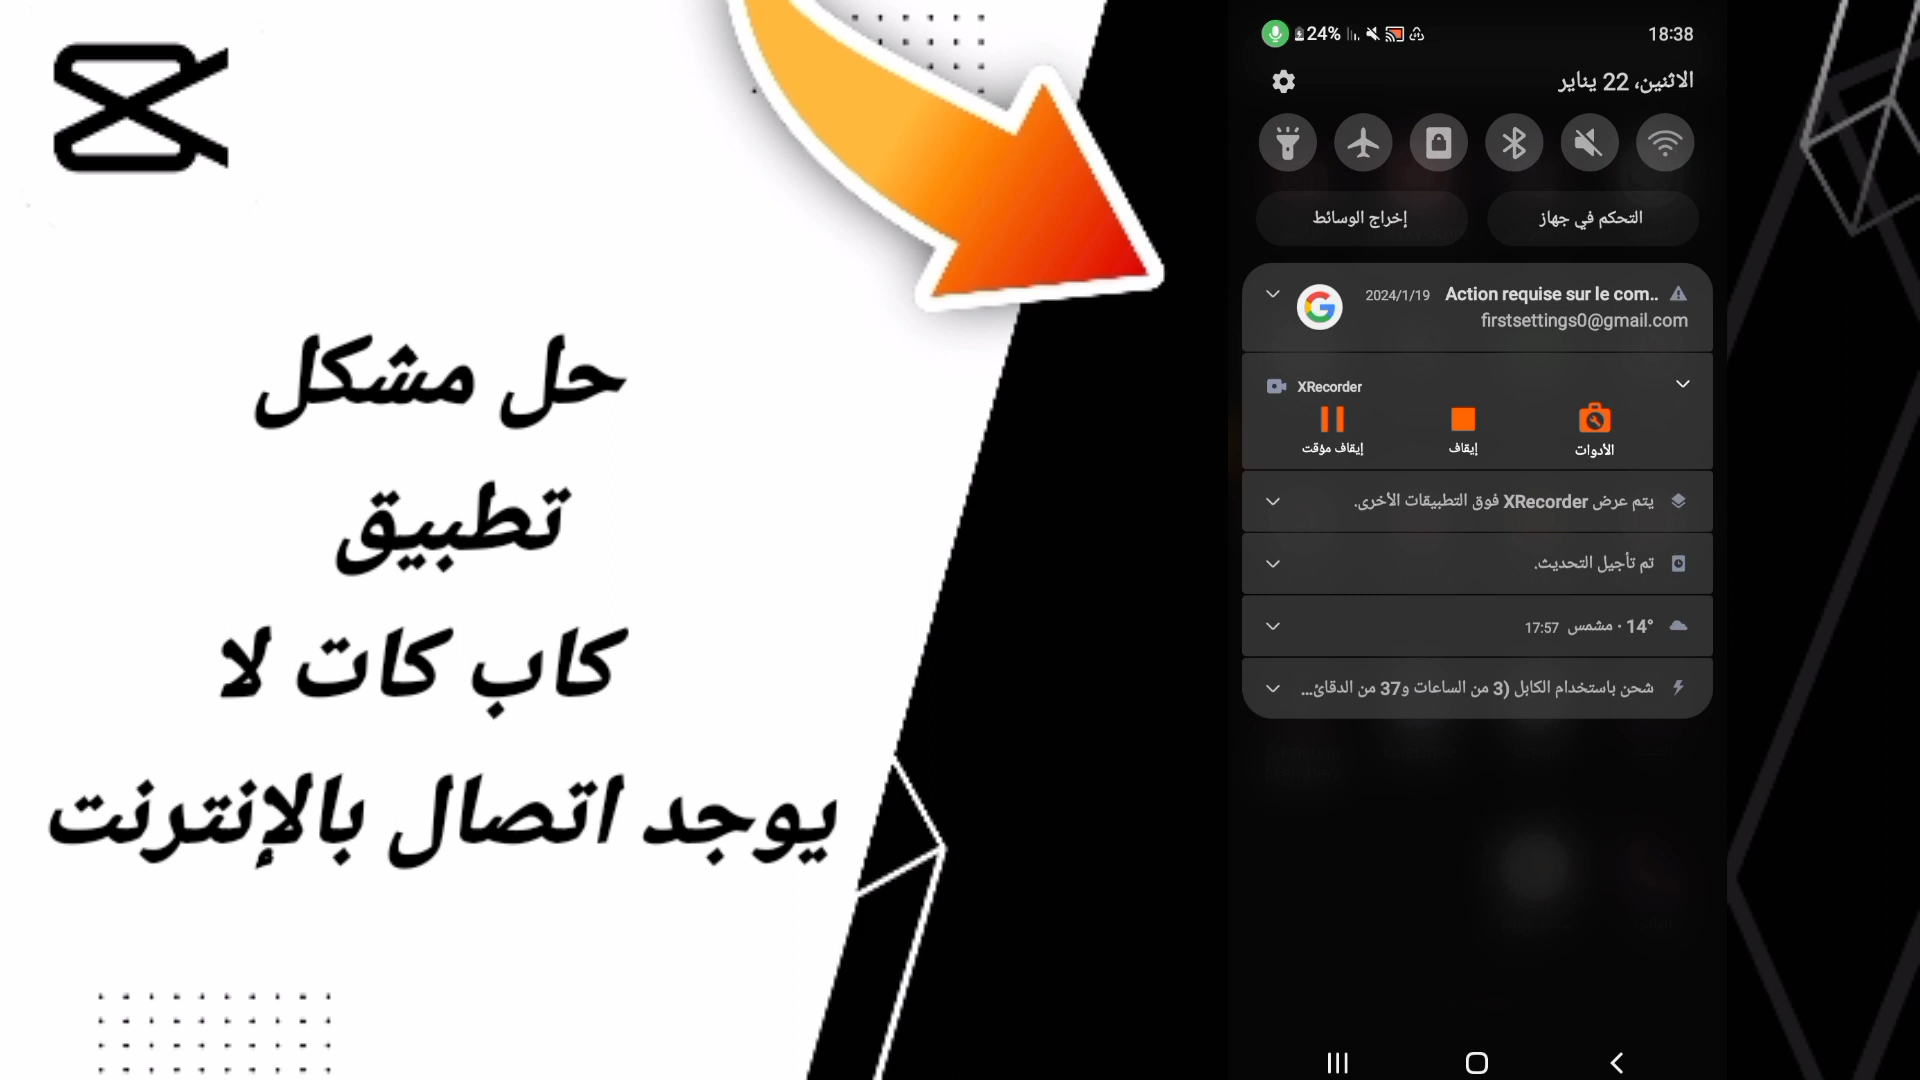 حل مشكل
تطبيق
كاب كات لا
يوجد اتصال بالإنترنت
24%
18:38
الاثنين، 22 يناير
التحكم في جهاز
إخراج الوسائط
Action requise sur le com.. 2024/1/19
firstsettings0@gmail.com
XRecorder
إيقاف مؤقت
إيقاف
الأدوات
يتم عرض XRecorder فوق التطبيقات الأخرى.
تم تأجيل التحديث.
14° · مشمس 17:57
شحن باستخدام الكابل (3 من الساعات و37 من الدقائ...